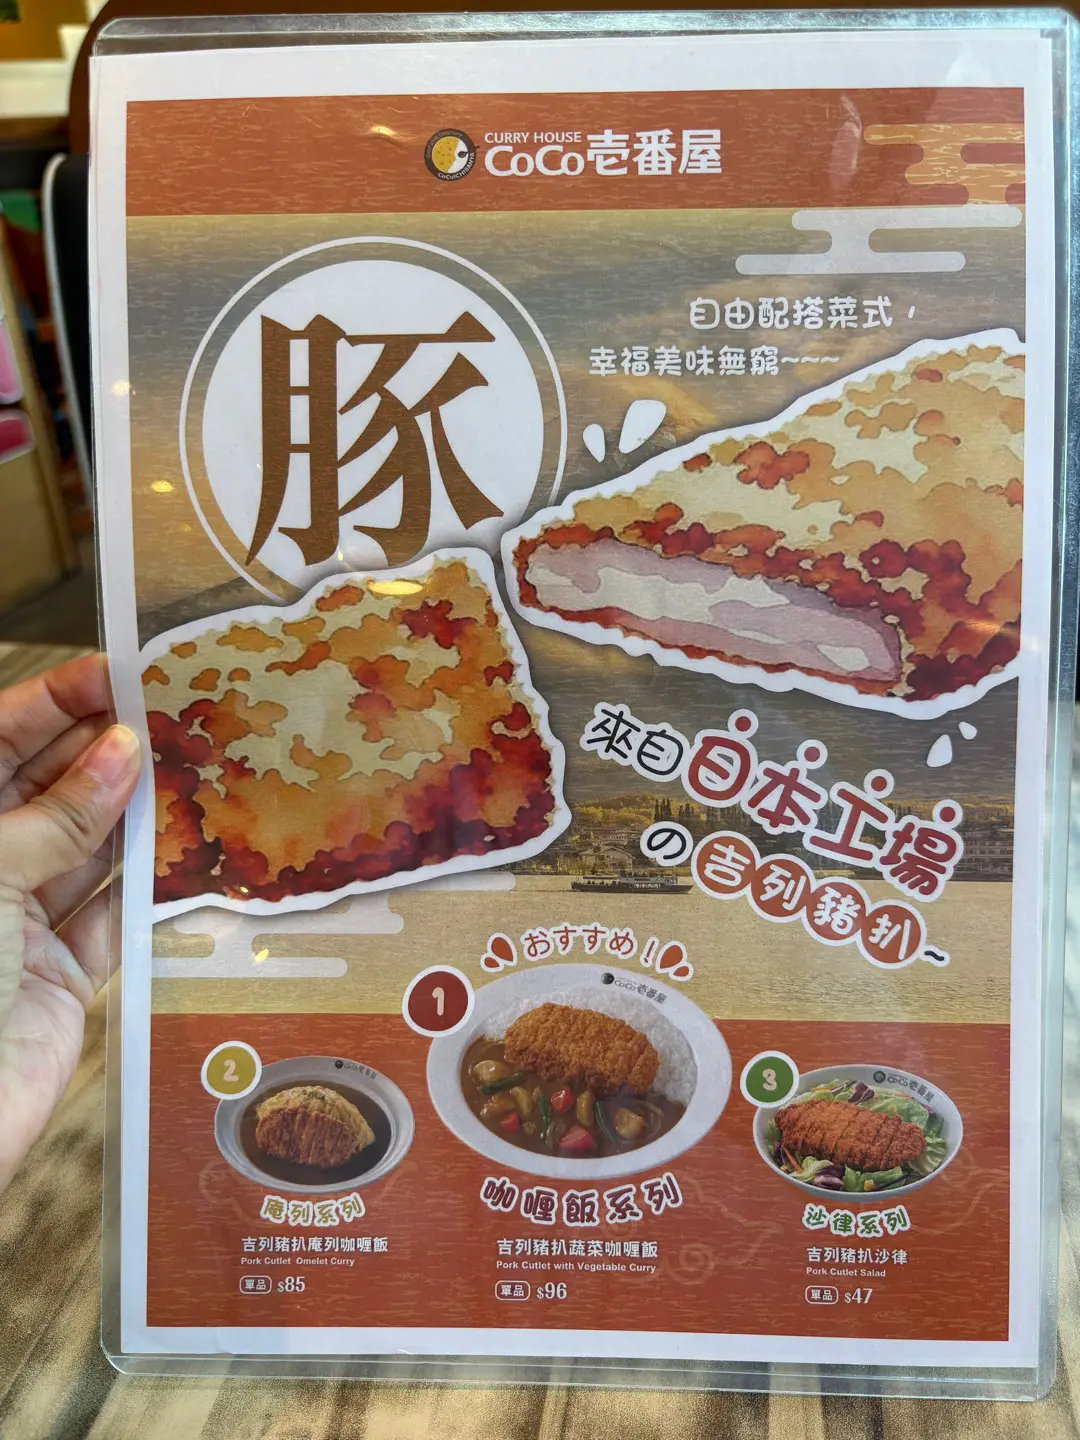 CURRY HOUSE
CoCo壱番屋
豚
自由配搭菜式，
幸福美味無窮~~~
來自日本工場
の吉列豬扒~
おすすめ！
1
CoCo壱番屋
咖喱飯系列
吉列豬扒蔬菜咖喱飯
Pork Cutlet with Vegetable Curry
單品 $96
2
CoCo壱番屋
庵列系列
吉列豬扒庵列咖喱飯
Pork Cutlet Omelet Curry
單品 $85
3
CoCo壱番屋
沙律系列
吉列豬扒沙律
Pork Cutlet Salad
單品 $47